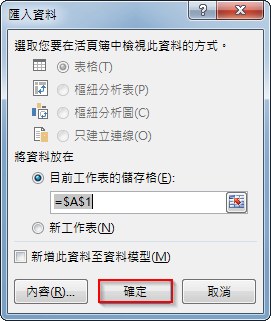 匯入資料
選取您要在活頁簿中檢視此資料的方式。
表格(T)
樞紐分析表(P)
樞紐分析圖(C)
只建立連線(O)
將資料放在
目前工作表的儲存格(E):
=$A$1
新工作表(N)
新增此資料至資料模型(M)
內容(R)... 確定 取消